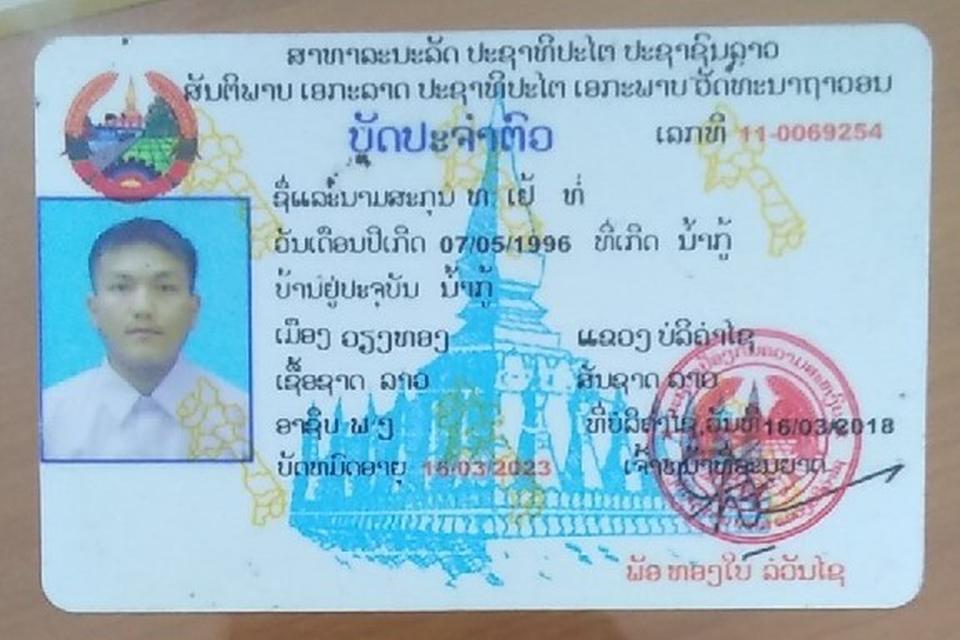 ສາທາລະນະລັດ ປະຊາທິປະໄຕ ປະຊາຊົນລາວ
ສັນຕິພາບ ເອກະລາດ ປະຊາທິປະໄຕ ເອກະພາບ ວັດທະນາຖາວອນ
ບັດປະຈຳຕົວ ເລກທີ 11-0069254
ຊື່ແລະນາມສະກຸນ ທ. ເຢ້ ທໍ່
ວັນເດືອນປີເກີດ 07/05/1996 ທີ່ເກີດ ນ້ຳກູ້
ບ້ານຢູ່ປະຈຸບັນ ນ້ຳກູ້
ເມືອງ ວຽງທອງ ແຂວງ ບໍລິຄຳໄຊ
ເຊື້ອຊາດ ລາວ ສັນຊາດ ລາວ
ອາຊີບ ທີ່ບໍລິຄຳໄຊ ວັນທີ 16/03/2018
ບັດຫມົດອາຍຸ 16/03/2023 ເຈົ້າໜ້າທີ່ອະນຸຍາດ
ພັອ ທອງໃບ ລໍວັນໄຊ